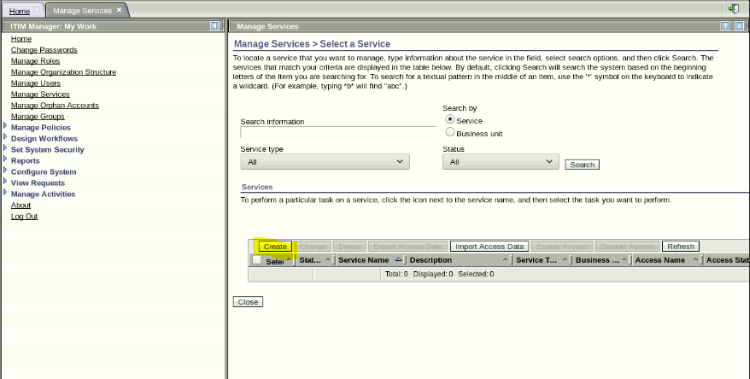 Home
Manage Services
ITIM Manager: My Work
Manage Services
Home
Change Passwords
Manage Roles
Manage Organization Structure
Manage Users
Manage Services
Manage Orphan Accounts
Manage Groups
Manage Policies
Design Workflows
Set System Security
Reports
Configure System
View Requests
Manage Activities
About
Log Out
Manage Services > Select a Service
To locate a service that you want to manage, type information about the service in the field, select search options, and then click Search. The
services that match your criteria are displayed in the table below. By default, clicking Search will search the system based on the beginning
letters of the item you are searching for. To search for a textual pattern in the middle of an item, use the '*' symbol on the keyboard to indicate
a wildcard. (For example, typing *b* will find "abc".)
Search information
Search by
Service
Business unit
Service type
Status
All
All
Search
Services
To perform a particular task on a service, click the icon next to the service name, and then select the task you want to perform.
Create Change Delete Export Access Data Import Access Data Enable Access Disable Access Refresh
Selec Stat... Service Name Description Service T... Business ... Access Name Access Stat
Total: 0 Displayed: 0 Selected: 0
Close